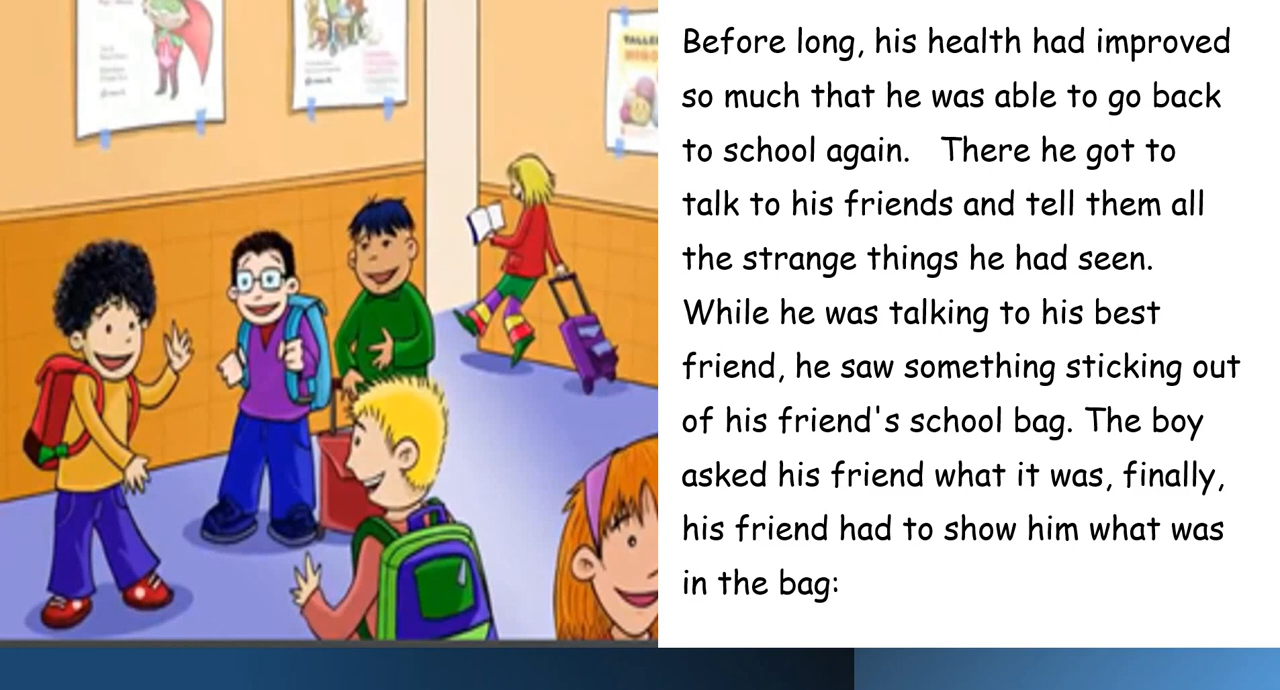 Before long, his health had improved
so much that he was able to go back
to school again.   There he got to
talk to his friends and tell them all
the strange things he had seen.
While he was talking to his best
friend, he saw something sticking out
of his friend's school bag. The boy
asked his friend what it was, finally,
his friend had to show him what was
in the bag: